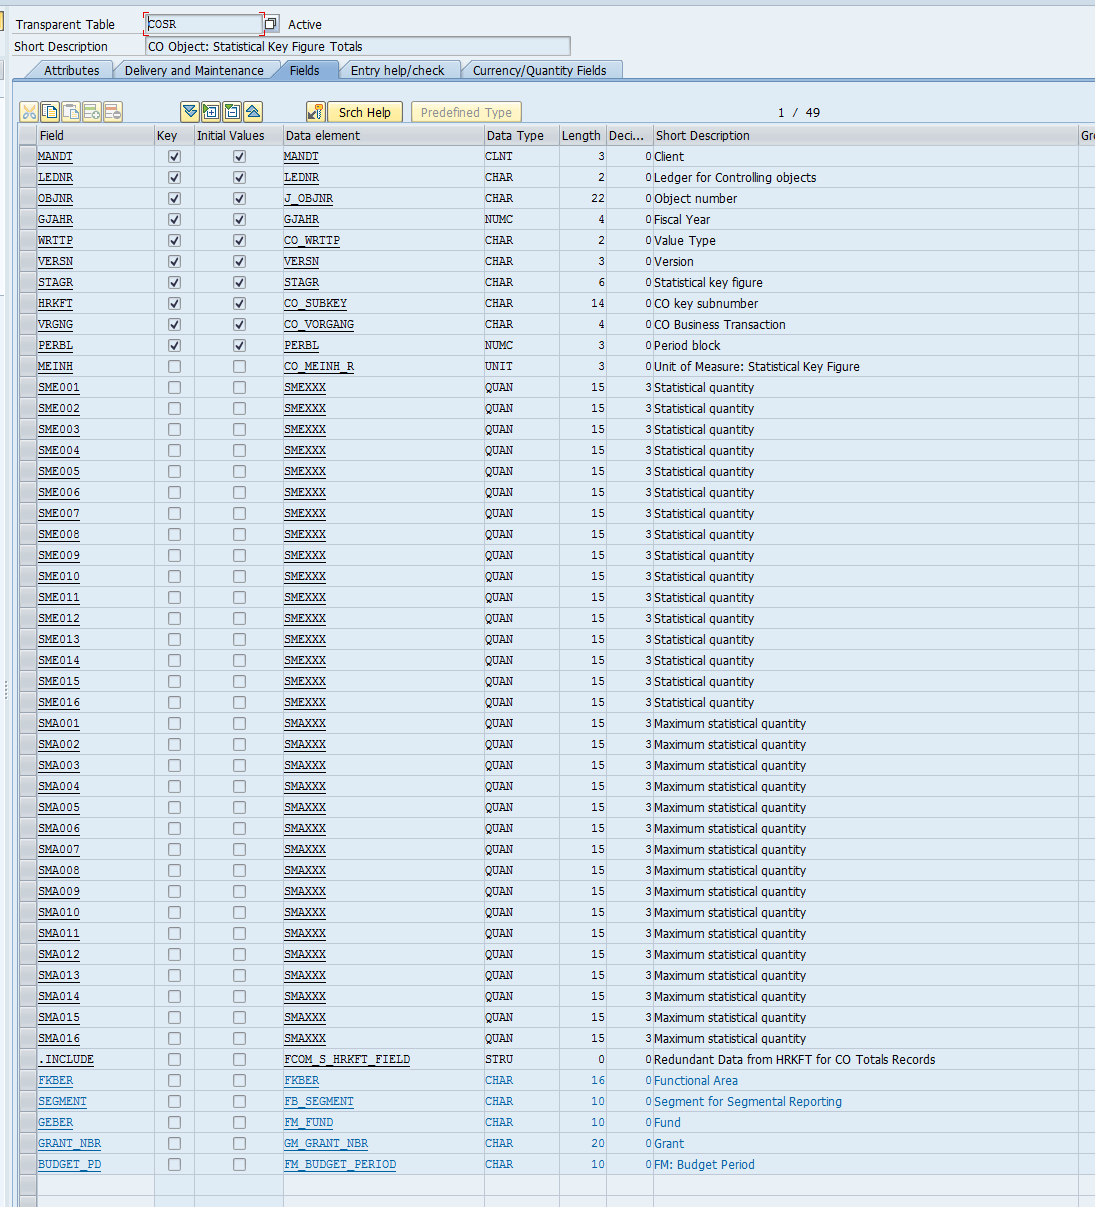 Transparent Table COSR Active
Short Description CO Object: Statistical Key Figure Totals
Attributes Delivery and Maintenance Fields Entry help/check Currency/Quantity Fields
Srch Help Predefined Type 1 / 49
Field Key Initial Values Data element Data Type Length Deci... Short Description Gr
MANDT MANDT CLNT 3 0 Client
LEDNR LEDNR CHAR 2 0 Ledger for Controlling objects
OBJNR J_OBJNR CHAR 22 0 Object number
GJAHR GJAHR NUMC 4 0 Fiscal Year
WRTTP CO_WRTTP CHAR 2 0 Value Type
VERSN VERSN CHAR 3 0 Version
STAGR STAGR CHAR 6 0 Statistical key figure
HRKFT CO_SUBKEY CHAR 14 0 CO key subnumber
VRGNG CO_VORGANG CHAR 4 0 CO Business Transaction
PERBL PERBL NUMC 3 0 Period block
MEINH CO_MEINH_R UNIT 3 0 Unit of Measure: Statistical Key Figure
SME001 SMEXXX QUAN 15 3 Statistical quantity
SME002 SMEXXX QUAN 15 3 Statistical quantity
SME003 SMEXXX QUAN 15 3 Statistical quantity
SME004 SMEXXX QUAN 15 3 Statistical quantity
SME005 SMEXXX QUAN 15 3 Statistical quantity
SME006 SMEXXX QUAN 15 3 Statistical quantity
SME007 SMEXXX QUAN 15 3 Statistical quantity
SME008 SMEXXX QUAN 15 3 Statistical quantity
SME009 SMEXXX QUAN 15 3 Statistical quantity
SME010 SMEXXX QUAN 15 3 Statistical quantity
SME011 SMEXXX QUAN 15 3 Statistical quantity
SME012 SMEXXX QUAN 15 3 Statistical quantity
SME013 SMEXXX QUAN 15 3 Statistical quantity
SME014 SMEXXX QUAN 15 3 Statistical quantity
SME015 SMEXXX QUAN 15 3 Statistical quantity
SME016 SMEXXX QUAN 15 3 Statistical quantity
SMA001 SMAXXX QUAN 15 3 Maximum statistical quantity
SMA002 SMAXXX QUAN 15 3 Maximum statistical quantity
SMA003 SMAXXX QUAN 15 3 Maximum statistical quantity
SMA004 SMAXXX QUAN 15 3 Maximum statistical quantity
SMA005 SMAXXX QUAN 15 3 Maximum statistical quantity
SMA006 SMAXXX QUAN 15 3 Maximum statistical quantity
SMA007 SMAXXX QUAN 15 3 Maximum statistical quantity
SMA008 SMAXXX QUAN 15 3 Maximum statistical quantity
SMA009 SMAXXX QUAN 15 3 Maximum statistical quantity
SMA010 SMAXXX QUAN 15 3 Maximum statistical quantity
SMA011 SMAXXX QUAN 15 3 Maximum statistical quantity
SMA012 SMAXXX QUAN 15 3 Maximum statistical quantity
SMA013 SMAXXX QUAN 15 3 Maximum statistical quantity
SMA014 SMAXXX QUAN 15 3 Maximum statistical quantity
SMA015 SMAXXX QUAN 15 3 Maximum statistical quantity
SMA016 SMAXXX QUAN 15 3 Maximum statistical quantity
.INCLUDE FCOM_S_HRKFT_FIELD STRU 0 0 Redundant Data from HRKFT for CO Totals Records
FKBER FKBER CHAR 16 0 Functional Area
SEGMENT FB_SEGMENT CHAR 10 0 Segment for Segmental Reporting
GEBER FM_FUND CHAR 10 0 Fund
GRANT_NBR GM_GRANT_NBR CHAR 20 0 Grant
BUDGET_PD FM_BUDGET_PERIOD CHAR 10 0 FM: Budget Period